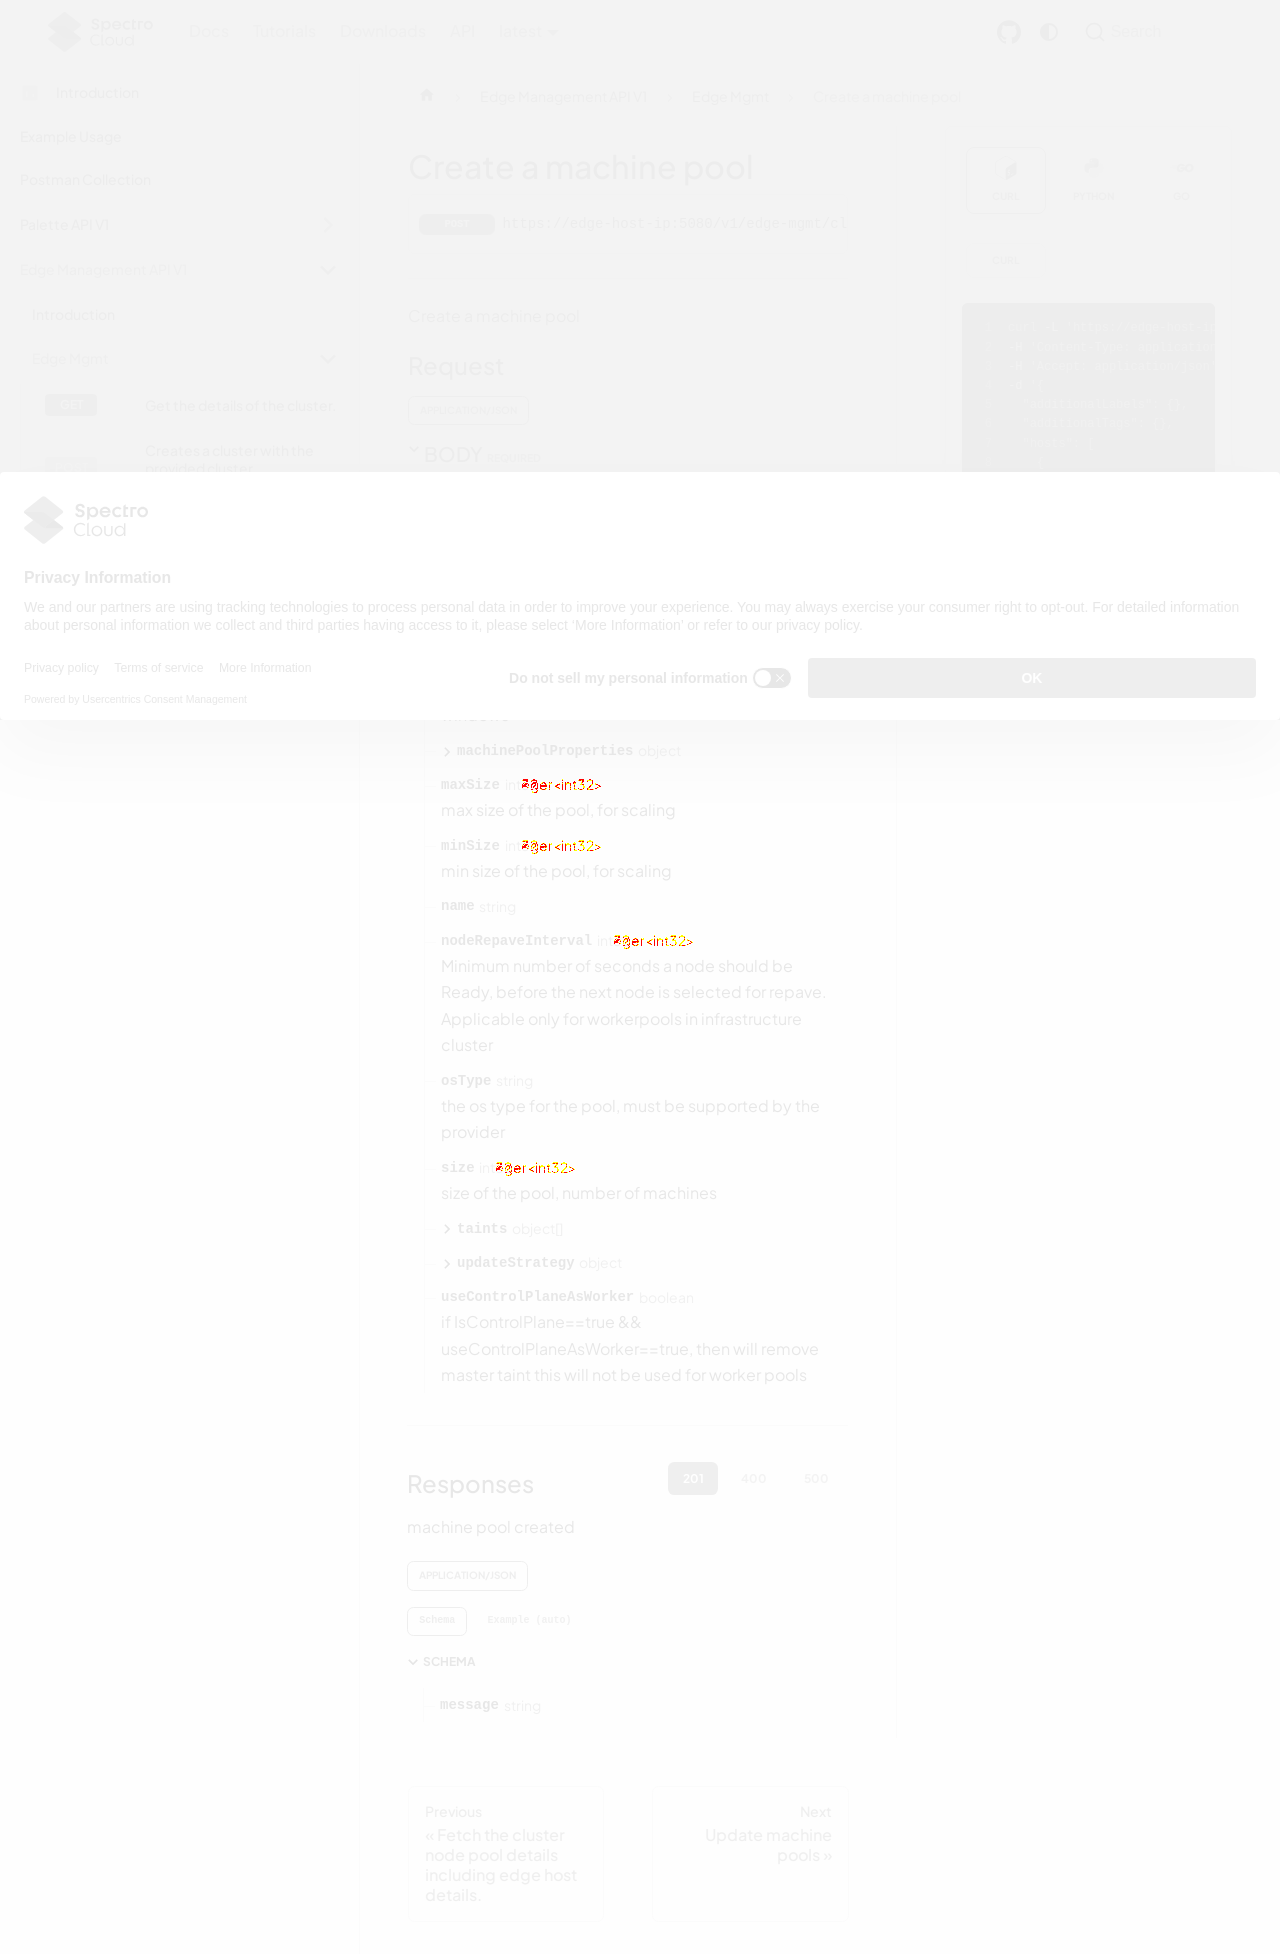 Spectro Cloud
Docs Tutorials Downloads API latest
Search
Introduction
Example Usage
Postman Collection
Palette API V1
Edge Management API V1
Introduction
Edge Mgmt
GET Get the details of the cluster.
Creates a cluster with the
provided cluster
Edge Management API V1 Edge Mgmt Create a machine pool
Create a machine pool
POST https://edge-host-ip:5080/v1/edge-mgmt/cl
CURL PYTHON GO
CURL
Create a machine pool
Request
APPLICATION/JSON
BODY REQUIRED
Spectro Cloud
Privacy Information
We and our partners are using tracking technologies to process personal data in order to improve your experience. You may always exercise your consumer right to opt-out. For detailed information
about personal information we collect and third parties having access to it, please select 'More Information' or refer to our privacy policy.
Privacy policy Terms of service More Information
Do not sell my personal information
OK
Powered by Usercentrics Consent Management
machinePoolProperties object
maxSize
max size of the pool, for scaling
minSize
min size of the pool, for scaling
name string
nodeRepaveInterval
Minimum number of seconds a node should be
Ready, before the next node is selected for repave.
Applicable only for workerpools in infrastructure
cluster
osType string
the os type for the pool, must be supported by the
provider
size
size of the pool, number of machines
taints object[]
updateStrategy object
useControlPlaneAsWorker boolean
if IsControlPlane==true &&
useControlPlaneAsWorker==true, then will remove
master taint this will not be used for worker pools
Responses
201 400 500
machine pool created
APPLICATION/JSON
Schema Example (auto)
SCHEMA
message string
Previous
« Fetch the cluster
node pool details
including edge host
details.
Next
Update machine
pools »